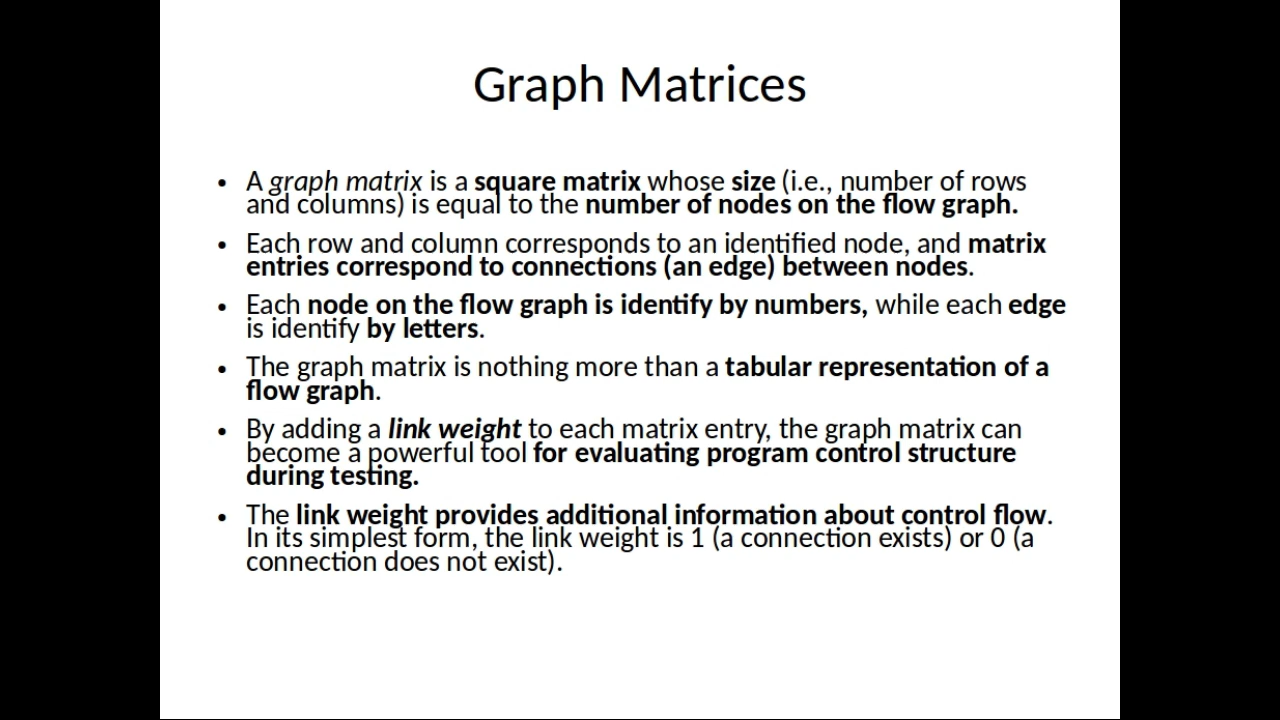 Graph Matrices
• A graph matrix is a square matrix whose size (i.e., number of rows
and columns) is equal to the number of nodes on the flow graph.
• Each row and column corresponds to an identified node, and matrix
entries correspond to connections (an edge) between nodes.
• Each node on the flow graph is identify by numbers, while each edge
is identify by letters.
• The graph matrix is nothing more than a tabular representation of a
flow graph.
• By adding a link weight to each matrix entry, the graph matrix can
become a powerful tool for evaluating program control structure
during testing.
• The link weight provides additional information about control flow.
In its simplest form, the link weight is 1 (a connection exists) or 0 (a
connection does not exist).